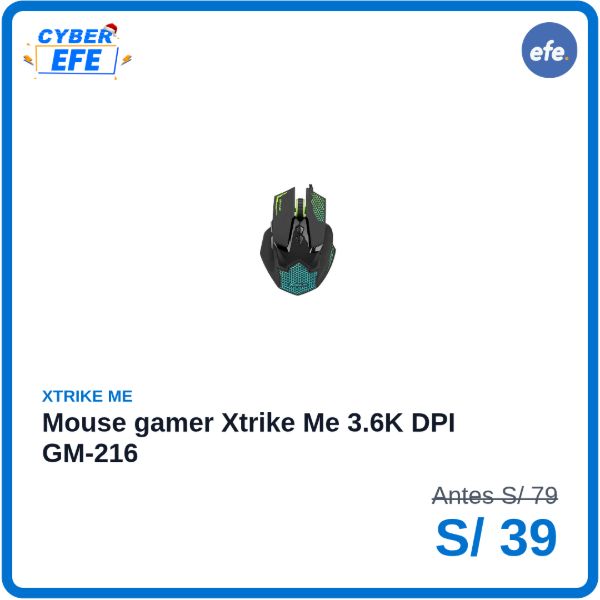 CYBER
EFE
efe.
XTRIKE ME
Mouse gamer Xtrike Me 3.6K DPI
GM-216
Antes S/ 79
S/ 39